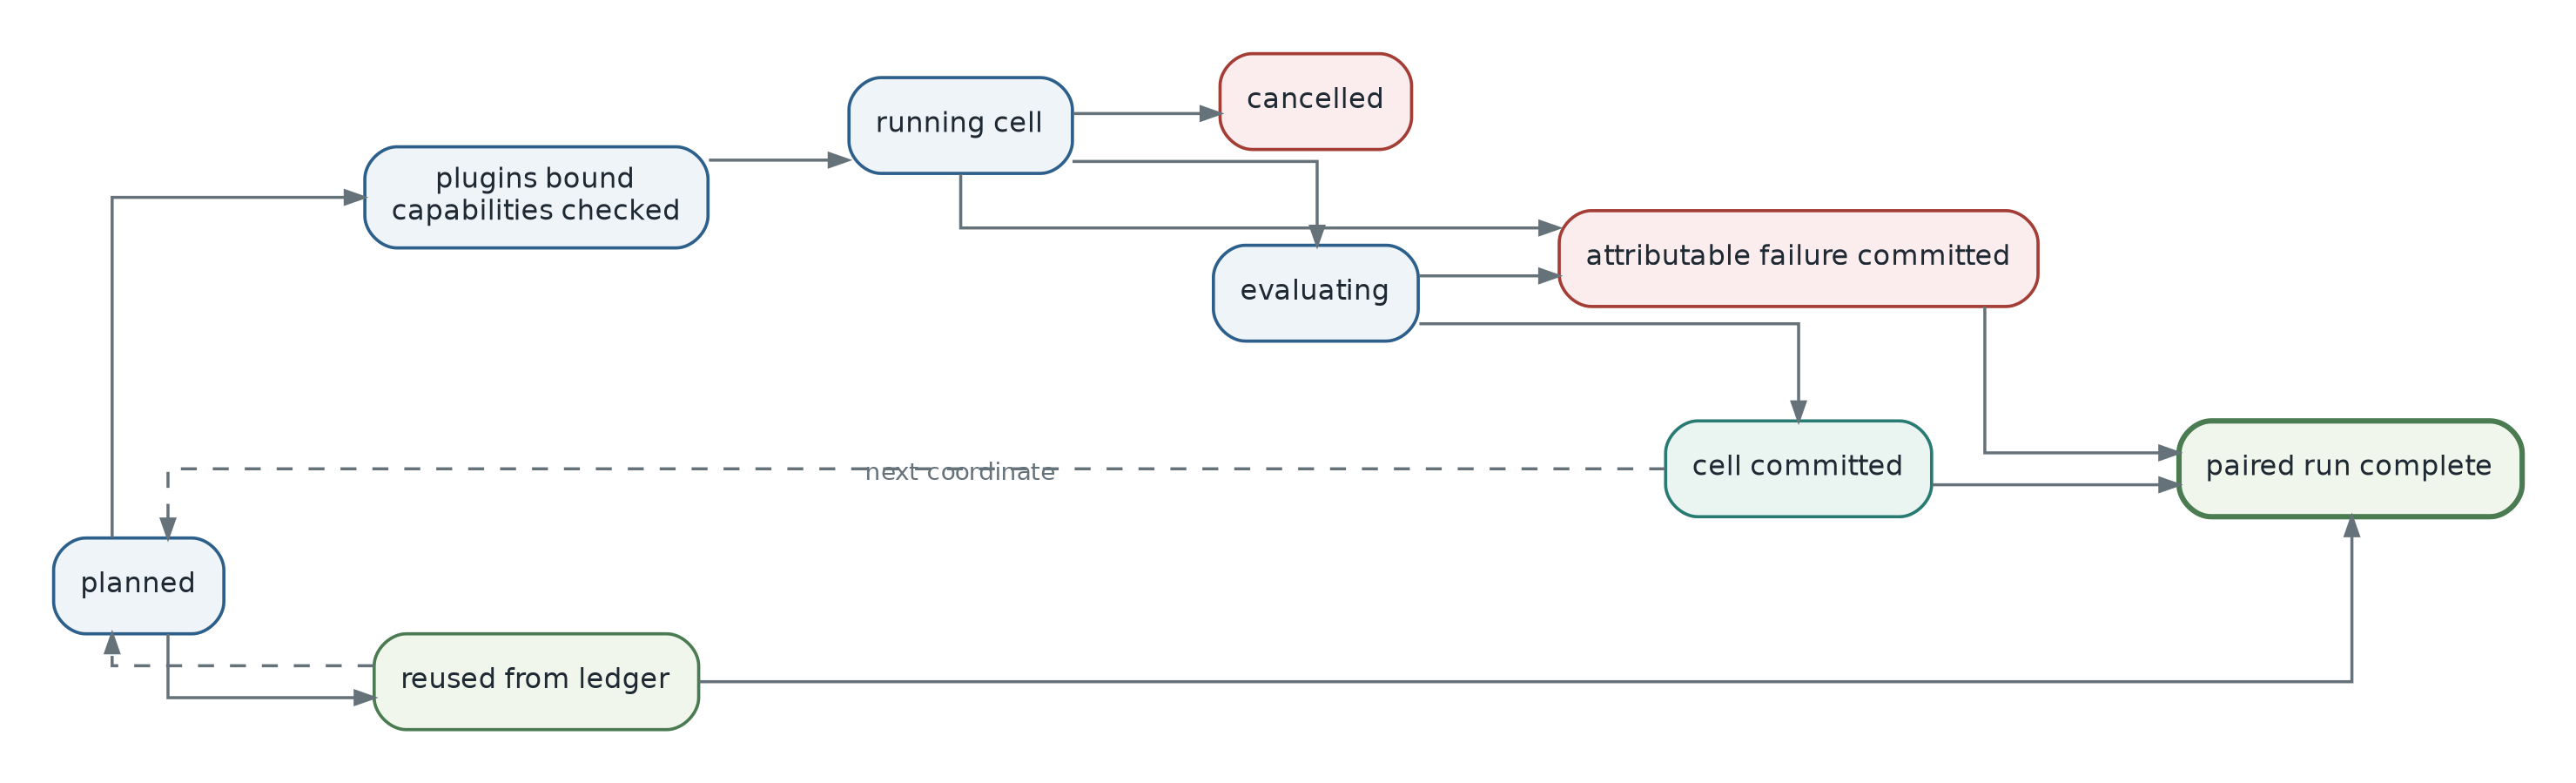 cancelled
running cell
plugins bound
capabilities checked
attributable failure committed
evaluating
cell committed
paired run complete
next coordinate
planned
reused from ledger